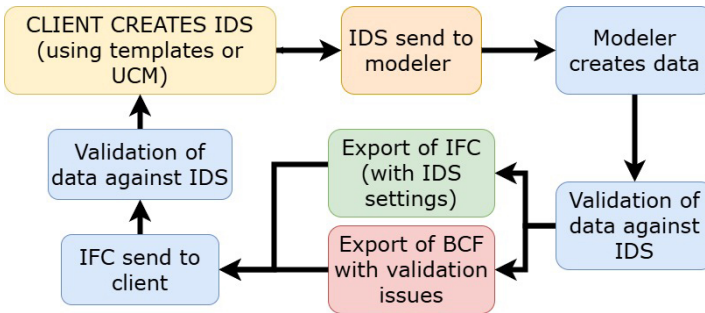 CLIENT CREATES IDS
(using templates or
UCM)
IDS send to
modeler
Modeler
creates data
Validation of
data against
IDS
Export of IFC
(with IDS
settings)
Export of BCF
with validation
issues
IFC send to
client
Validation of
data against IDS